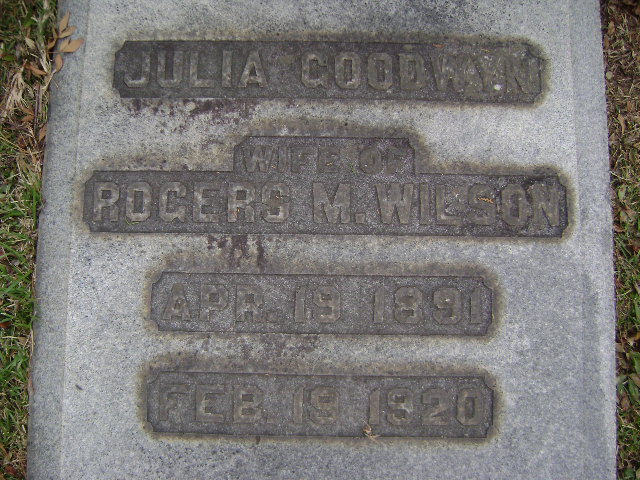 JULIA GOODWYN
WIFE OF
ROGERS M. WILSON
APR. 19 1891
FEB. 19 1920